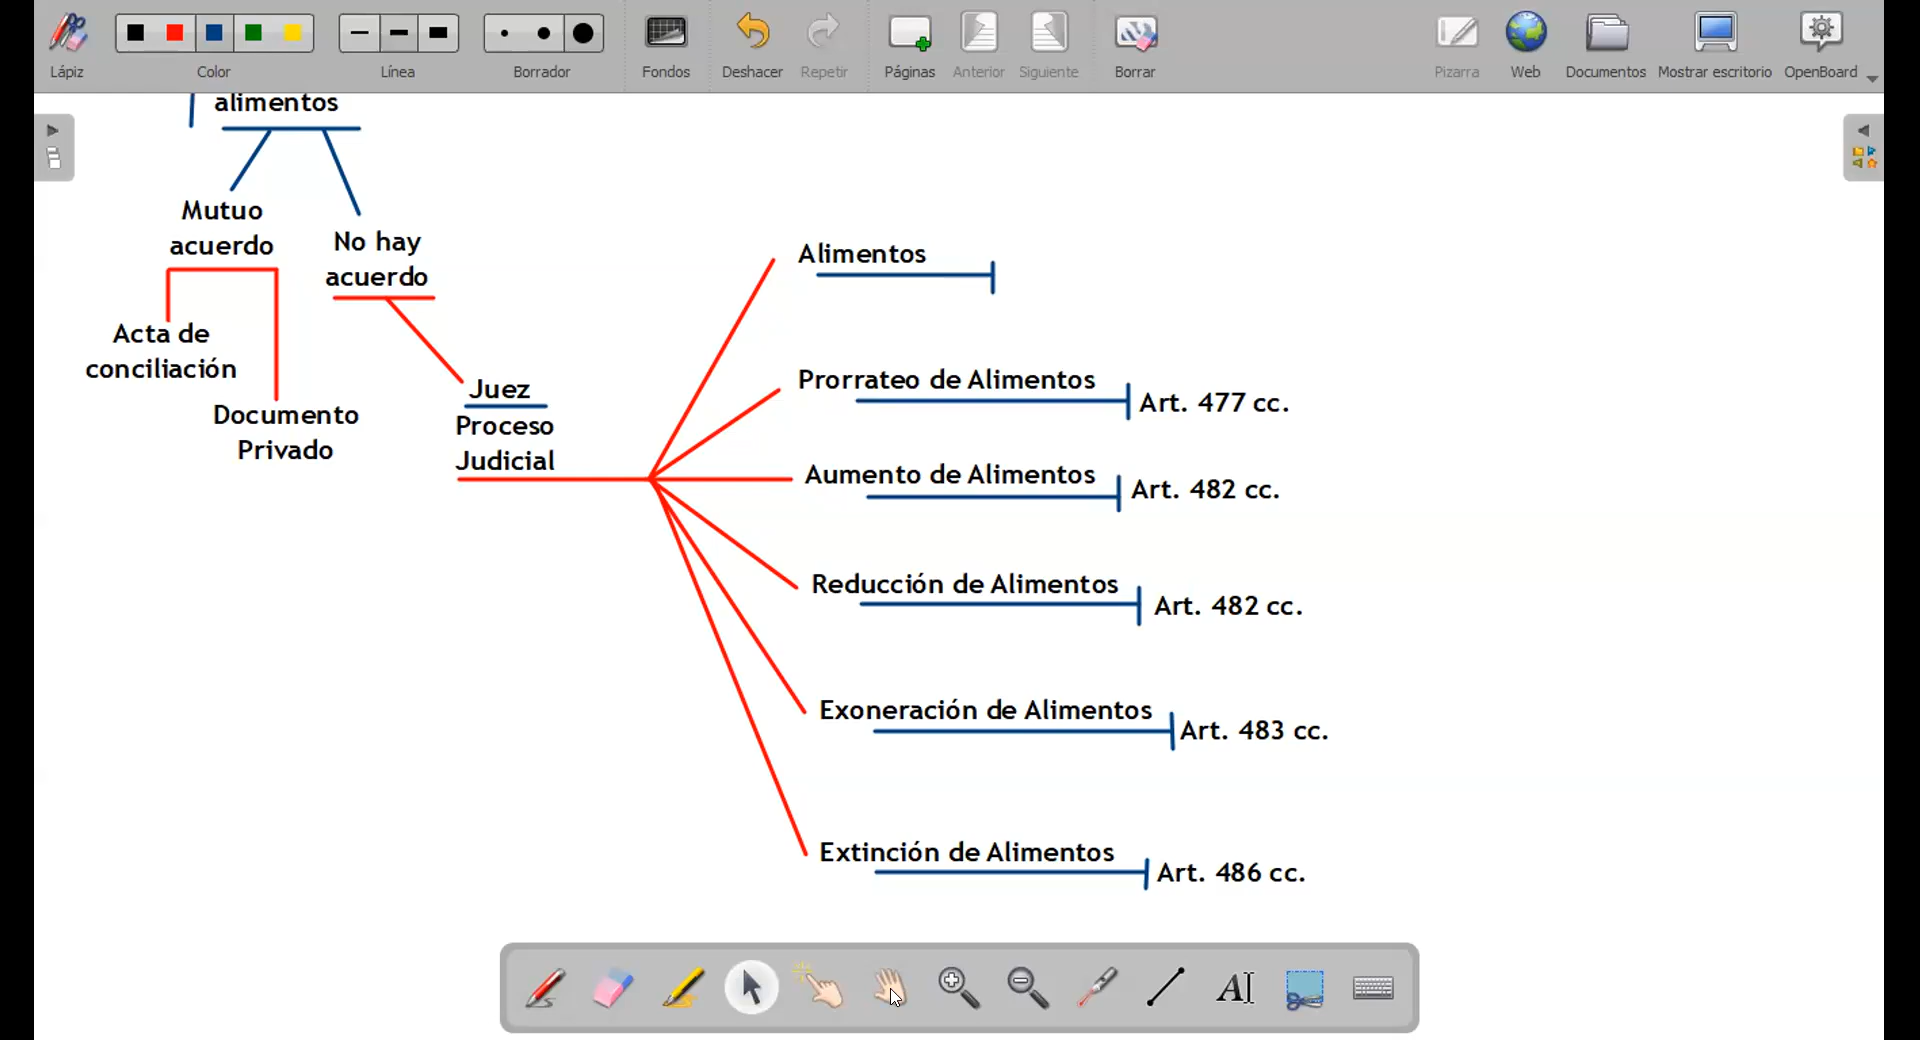 Lápiz
Color
Línea
Borrador
Fondos
Deshacer
Repetir
Páginas
Anterior
Siguiente
Borrar
Pizarra
Web
Documentos
Mostrar escritorio
OpenBoard
alimentos
Mutuo
acuerdo
No hay
acuerdo
Acta de
conciliación
Documento
Privado
Juez
Proceso
Judicial
Alimentos
Prorrateo de Alimentos
Art. 477 cc.
Aumento de Alimentos
Art. 482 cc.
Reducción de Alimentos
Art. 482 cc.
Exoneración de Alimentos
Art. 483 cc.
Extinción de Alimentos
Art. 486 cc.
AI